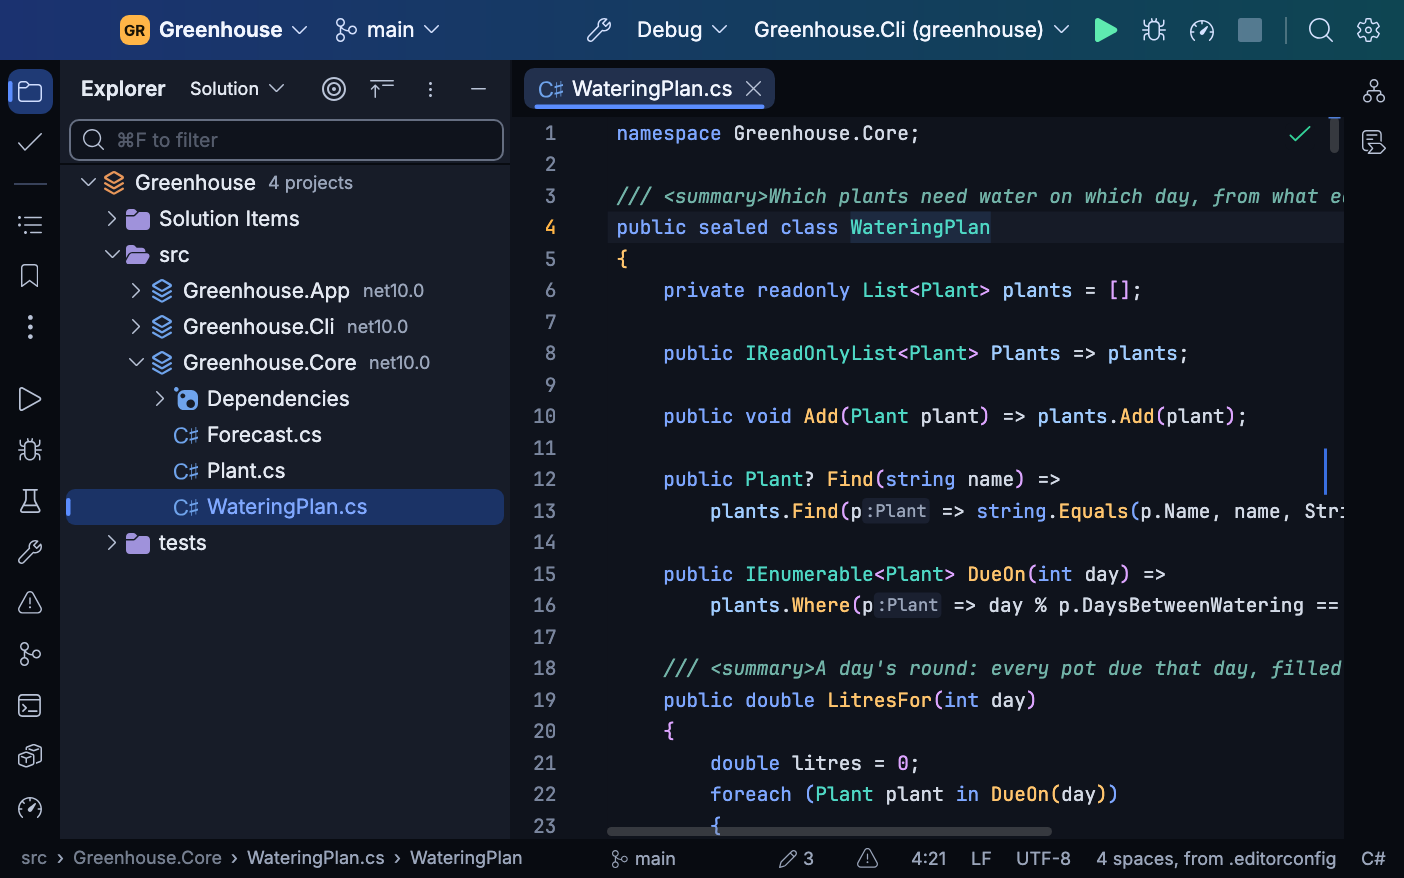 GR Greenhouse main Debug Greenhouse.Cli (greenhouse)
Explorer Solution
⌘F to filter
Greenhouse 4 projects
Solution Items
src
Greenhouse.App net10.0
Greenhouse.Cli net10.0
Greenhouse.Core net10.0
Dependencies
C# Forecast.cs
C# Plant.cs
C# WateringPlan.cs
tests
C# WateringPlan.cs
1 namespace Greenhouse.Core;
2
3 /// <summary>Which plants need water on which day, from what e
4 public sealed class WateringPlan
5 {
6 private readonly List<Plant> plants = [];
7
8 public IReadOnlyList<Plant> Plants => plants;
9
10 public void Add(Plant plant) => plants.Add(plant);
11
12 public Plant? Find(string name) =>
13 plants.Find(p :Plant => string.Equals(p.Name, name, Stri
14
15 public IEnumerable<Plant> DueOn(int day) =>
16 plants.Where(p :Plant => day % p.DaysBetweenWatering ==
17
18 /// <summary>A day's round: every pot due that day, filled
19 public double LitresFor(int day)
20 {
21 double litres = 0;
22 foreach (Plant plant in DueOn(day))
23 {
src › Greenhouse.Core › WateringPlan.cs › WateringPlan main 3 4:21 LF UTF-8 4 spaces, from .editorconfig C#